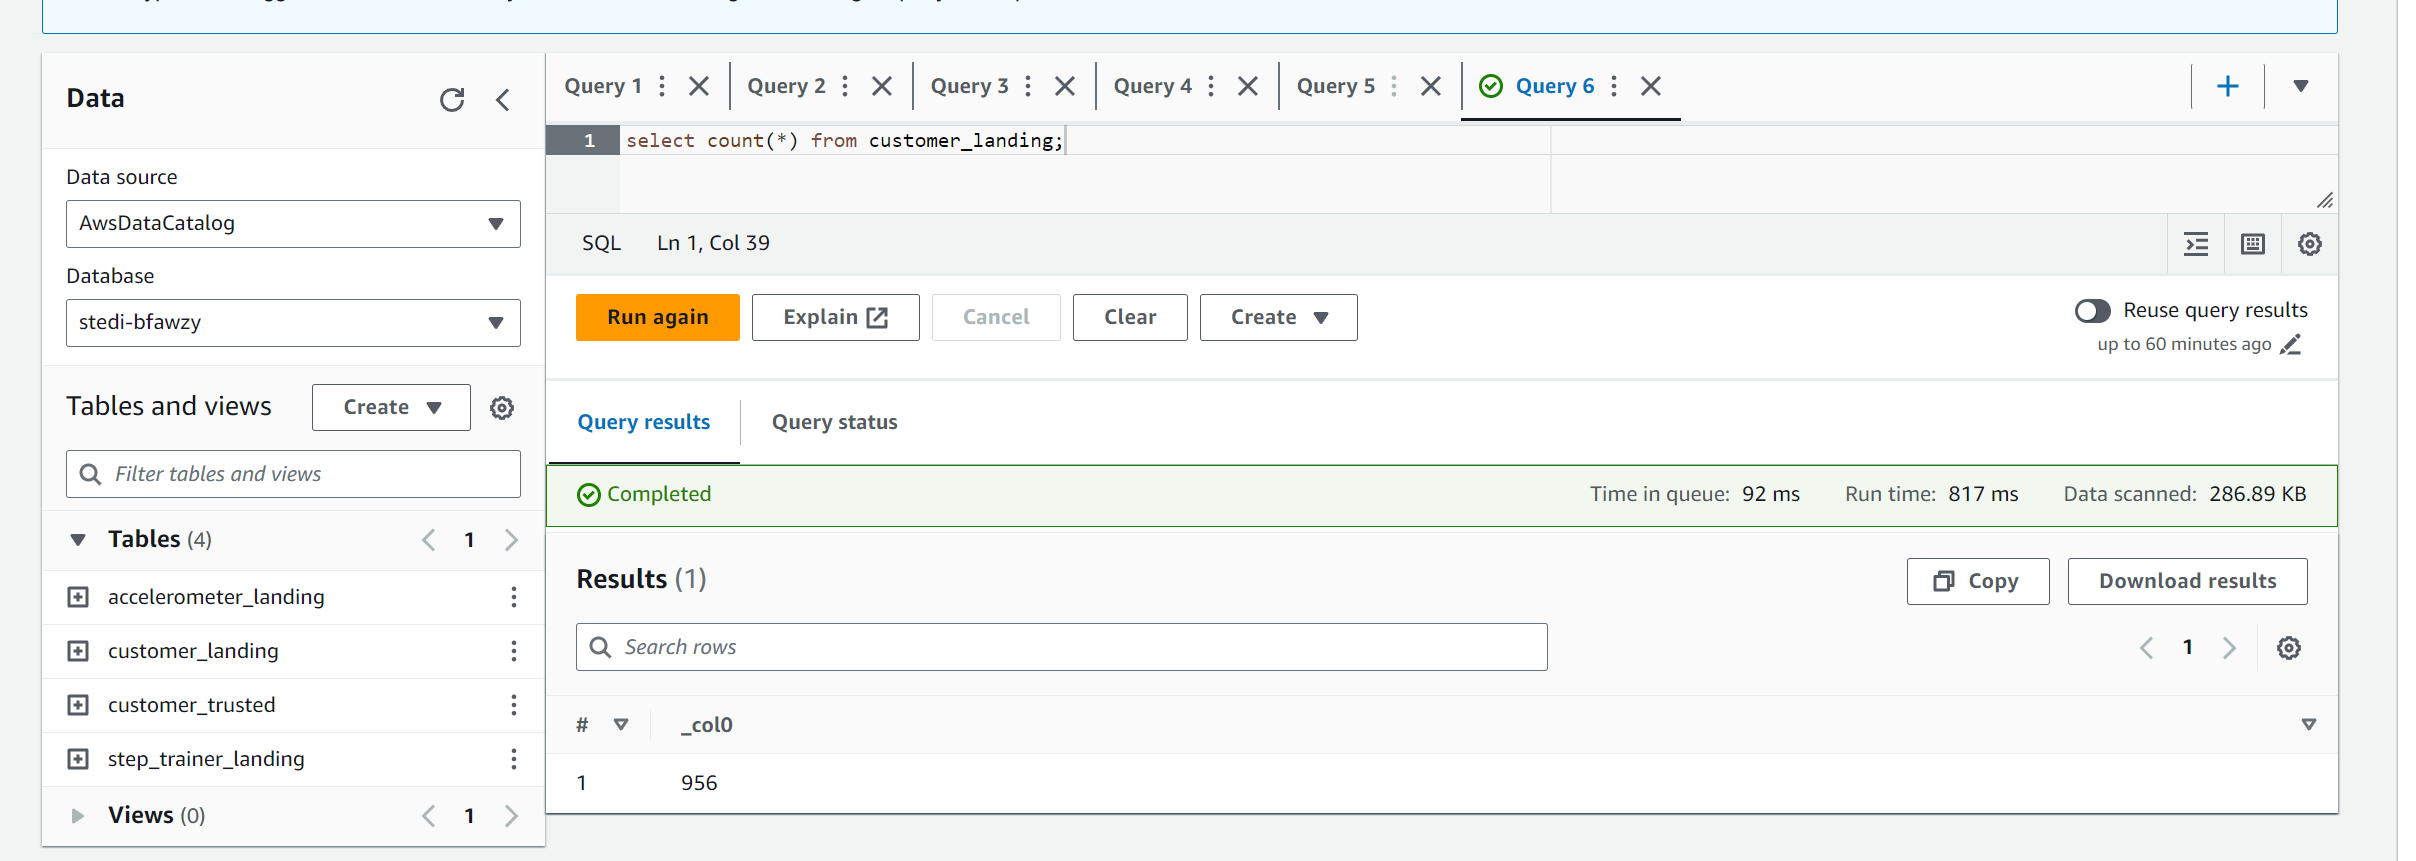 Data
Data source
AwsDataCatalog
Database
stedi-bfawzy
Tables and views
Create
Filter tables and views
Tables (4)
1
accelerometer_landing
customer_landing
customer_trusted
step_trainer_landing
Views (0)
1
Query 1
Query 2
Query 3
Query 4
Query 5
Query 6
1 select count(*) from customer_landing;
SQL Ln 1, Col 39
Run again
Explain
Cancel
Clear
Create
Reuse query results
up to 60 minutes ago
Query results
Query status
Completed
Time in queue: 92 ms
Run time: 817 ms
Data scanned: 286.89 KB
Results (1)
Copy
Download results
Search rows
1
# _col0
1 956